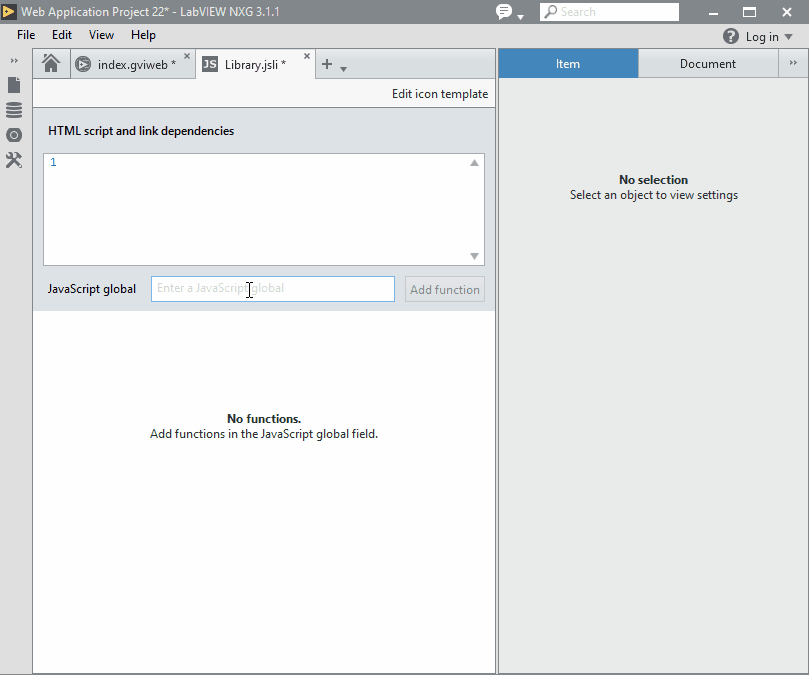 Web Application Project 22* - LabVIEW NXG 3.1.1
Search
File Edit View Help
Log in
index.gviweb *
JS Library.jsli *
Item
Document
Edit icon template
HTML script and link dependencies
1
No selection
Select an object to view settings
JavaScript global
Enter a JavaScript global
Add function
No functions.
Add functions in the JavaScript global field.